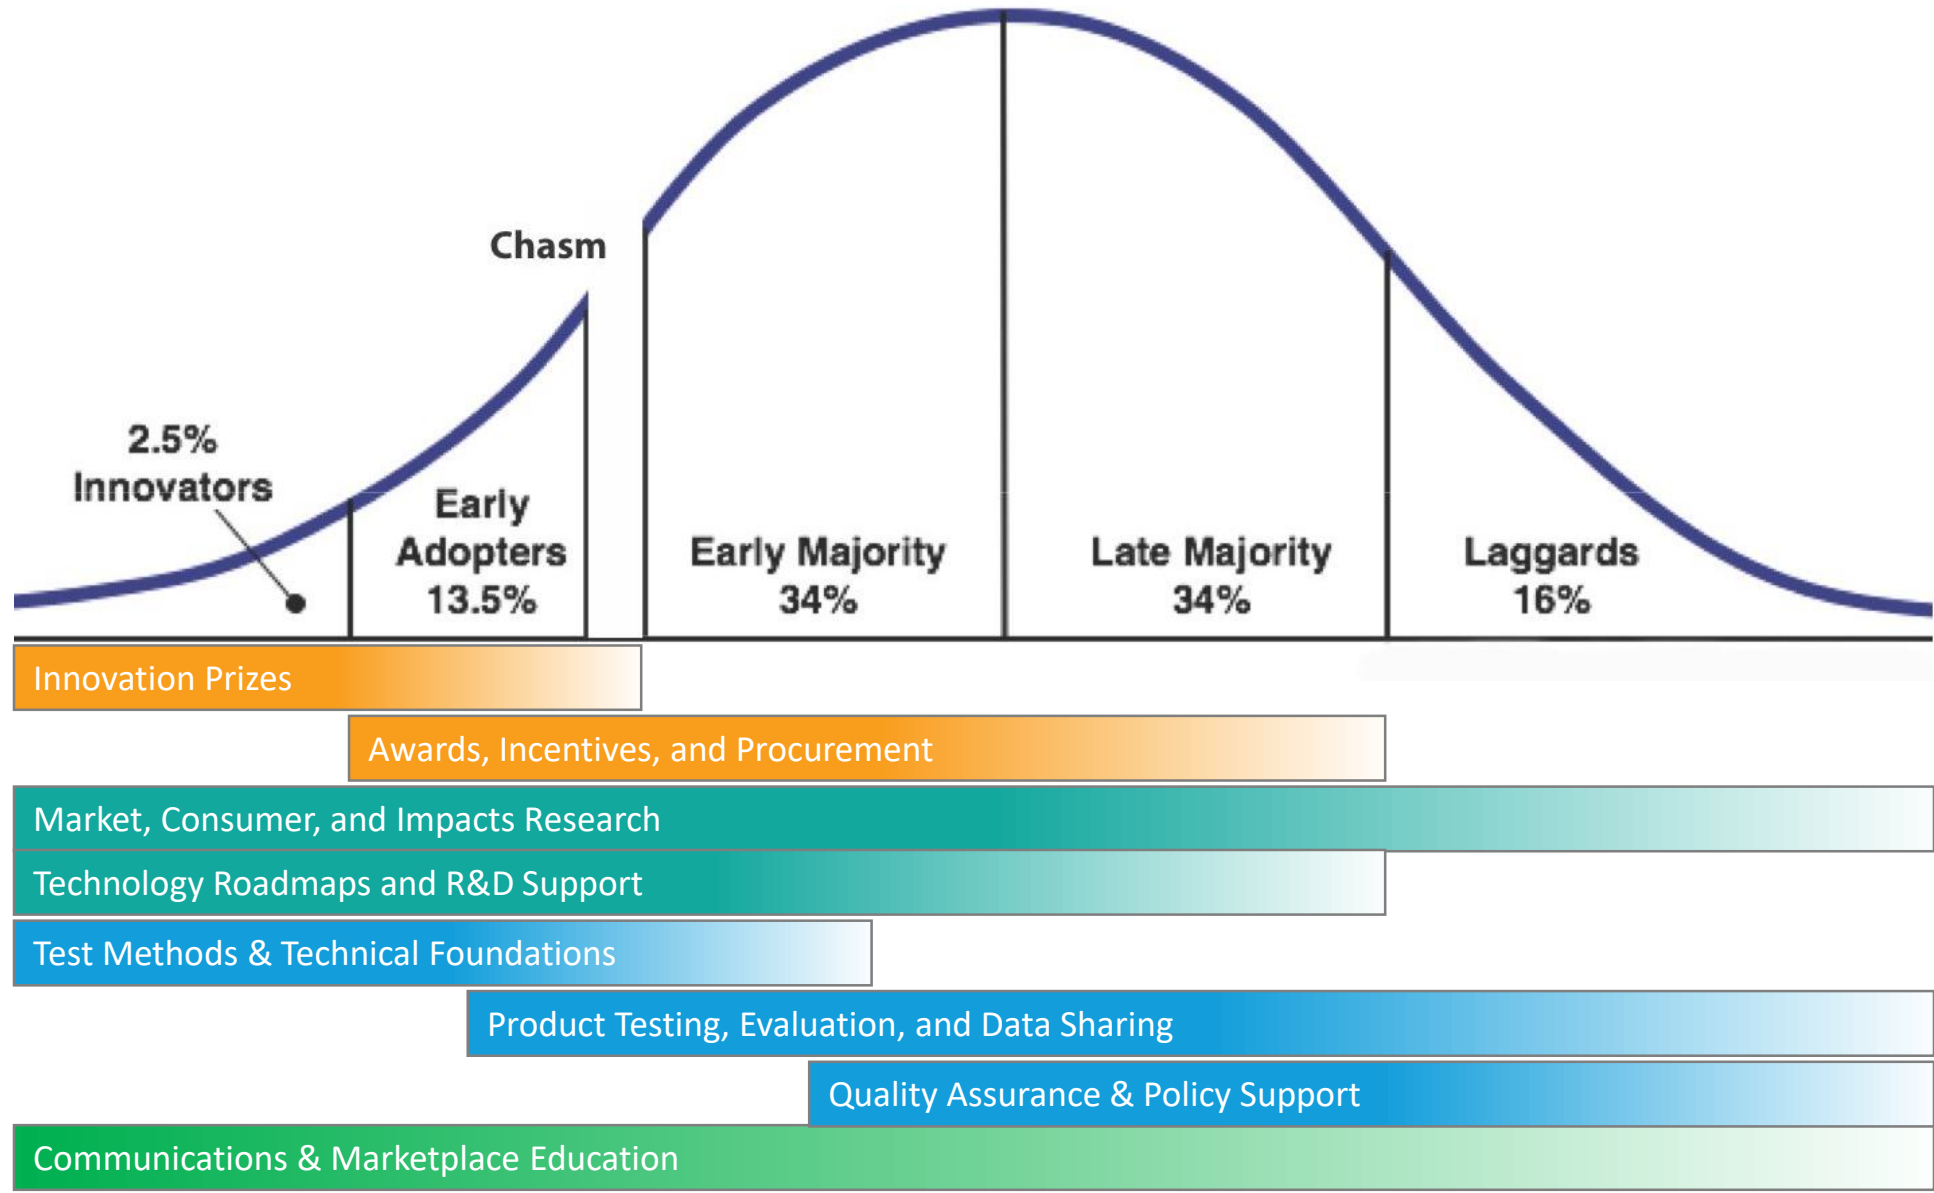 Chasm
2.5%
Innovators
Early
Adopters
13.5%
Early Majority
34%
Late Majority
34%
Laggards
16%
Innovation Prizes
Awards, Incentives, and Procurement
Market, Consumer, and Impacts Research
Technology Roadmaps and R&D Support
Test Methods & Technical Foundations
Product Testing, Evaluation, and Data Sharing
Quality Assurance & Policy Support
Communications & Marketplace Education